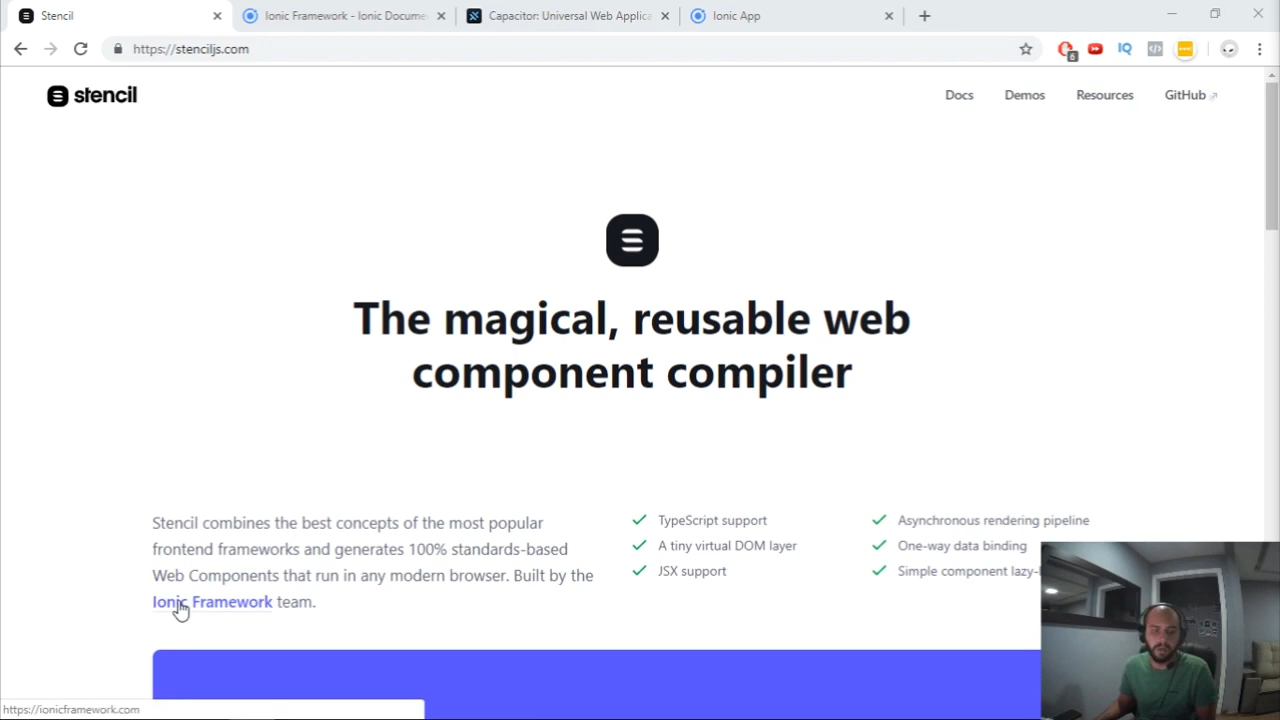 Stencil
Ionic Framework - Ionic Docume
Capacitor: Universal Web Applica
Ionic App
https://stenciljs.com
6
IQ
stencil
Docs
Demos
Resources
GitHub
The magical, reusable web
component compiler
Stencil combines the best concepts of the most popular
frontend frameworks and generates 100% standards-based
Web Components that run in any modern browser. Built by the
Ionic Framework team.
TypeScript support
A tiny virtual DOM layer
JSX support
Asynchronous rendering pipeline
One-way data binding
Simple component lazy-l
https://ionicframework.com